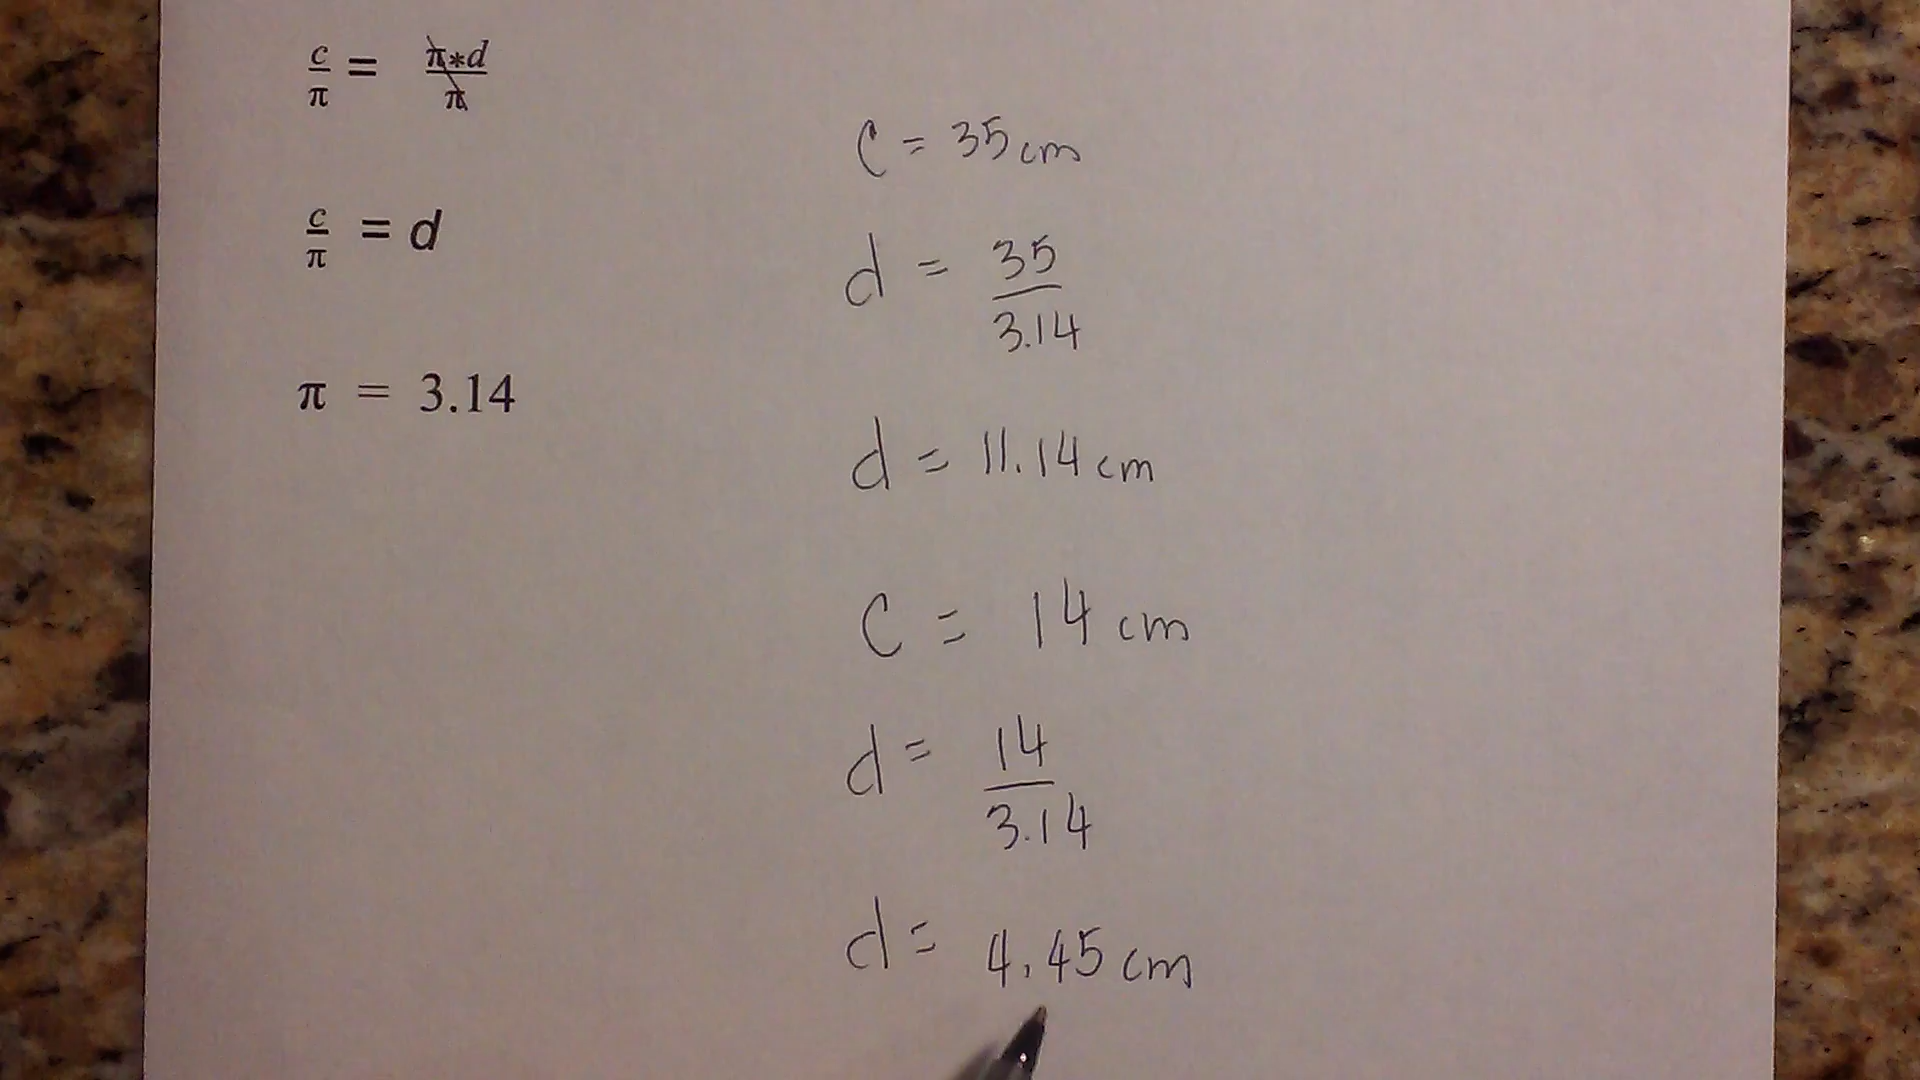 c/π = π*d/π
c/π = d
π = 3.14
C = 35 cm
d = 35/3.14
d = 11.14 cm
C = 14 cm
d = 14/3.14
d = 4.45 cm